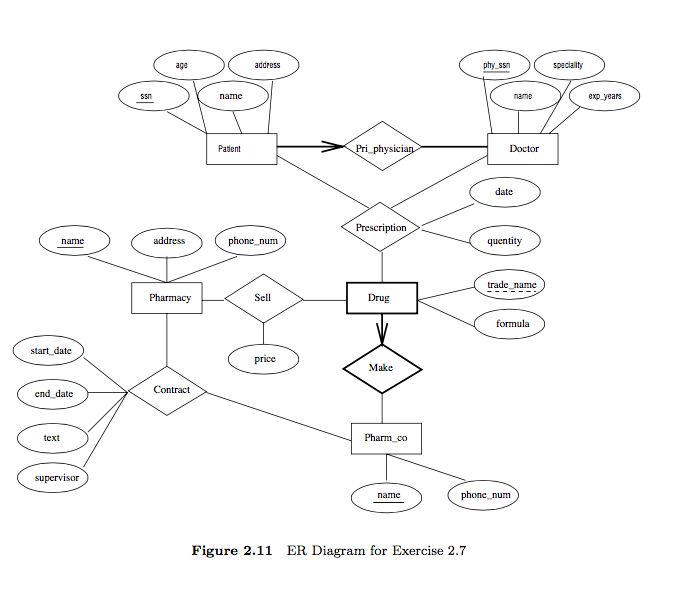 age
address
phy_ssn
speciality
ssn
name
name
exp_years
Patient
Pri_physician
Doctor
date
Prescription
name
address
phone_num
quentity
trade_name
Pharmacy
Sell
Drug
formula
start_date
price
Make
end_date
Contract
text
Pharm_co
supervisor
name
phone_num
Figure 2.11 ER Diagram for Exercise 2.7